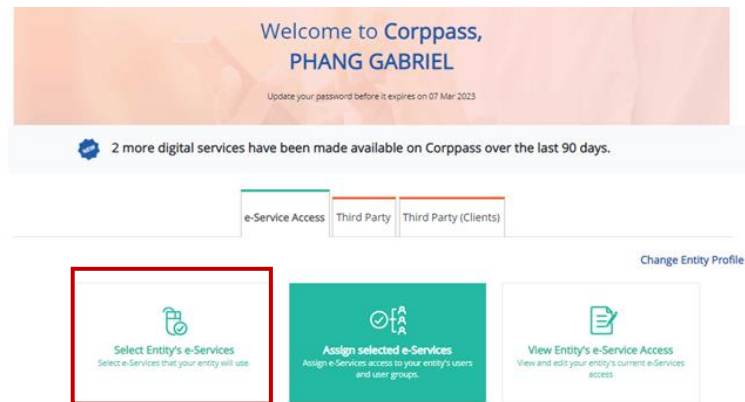 Welcome to Corppass,
PHANG GABRIEL
Update your password before it expires on 07 Mar 2023
NEW
2 more digital services have been made available on Corppass over the last 90 days.
e-Service Access
Third Party
Third Party (Clients)
Change Entity Profile
Select Entity's e-Services
Select e-Services that your entity will use.
Assign selected e-Services
Assign e-Services access to your entity's users
and user groups.
View Entity's e-Service Access
View and edit your entity's current e-Services
access